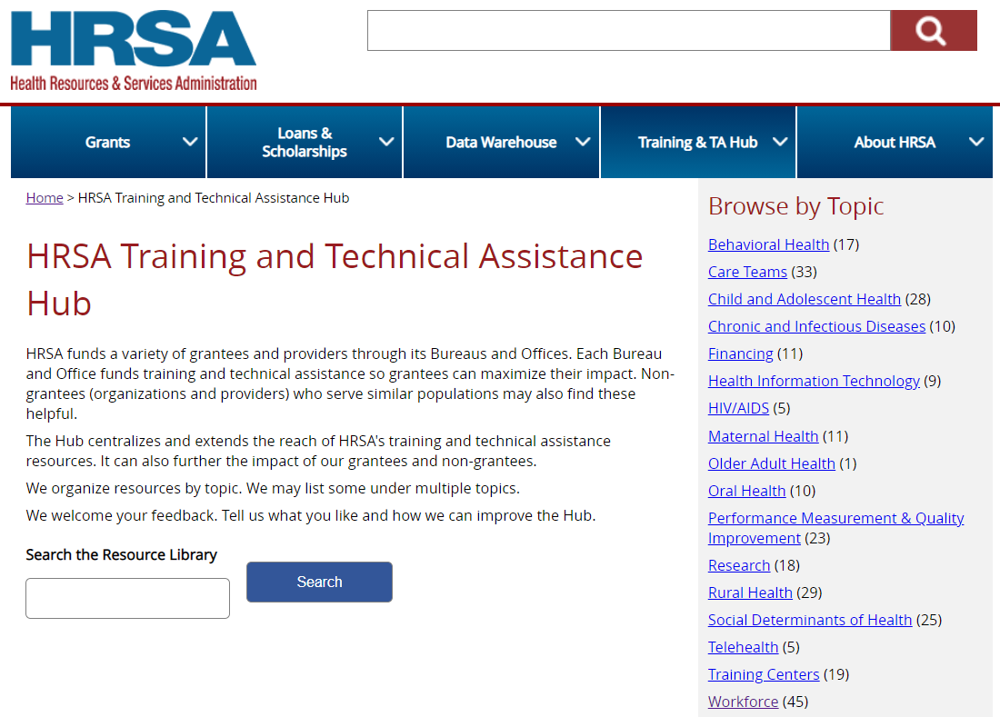 HRSA
Health Resources & Services Administration
Grants
Loans &
Scholarships
Data Warehouse
Training & TA Hub
About HRSA
Home > HRSA Training and Technical Assistance Hub
HRSA Training and Technical Assistance
Hub
HRSA funds a variety of grantees and providers through its Bureaus and Offices. Each Bureau
and Office funds training and technical assistance so grantees can maximize their impact. Non-
grantees (organizations and providers) who serve similar populations may also find these
helpful.
The Hub centralizes and extends the reach of HRSA's training and technical assistance
resources. It can also further the impact of our grantees and non-grantees.
We organize resources by topic. We may list some under multiple topics.
We welcome your feedback. Tell us what you like and how we can improve the Hub.
Search the Resource Library
Search
Browse by Topic
Behavioral Health (17)
Care Teams (33)
Child and Adolescent Health (28)
Chronic and Infectious Diseases (10)
Financing (11)
Health Information Technology (9)
HIV/AIDS (5)
Maternal Health (11)
Older Adult Health (1)
Oral Health (10)
Performance Measurement & Quality
Improvement (23)
Research (18)
Rural Health (29)
Social Determinants of Health (25)
Telehealth (5)
Training Centers (19)
Workforce (45)